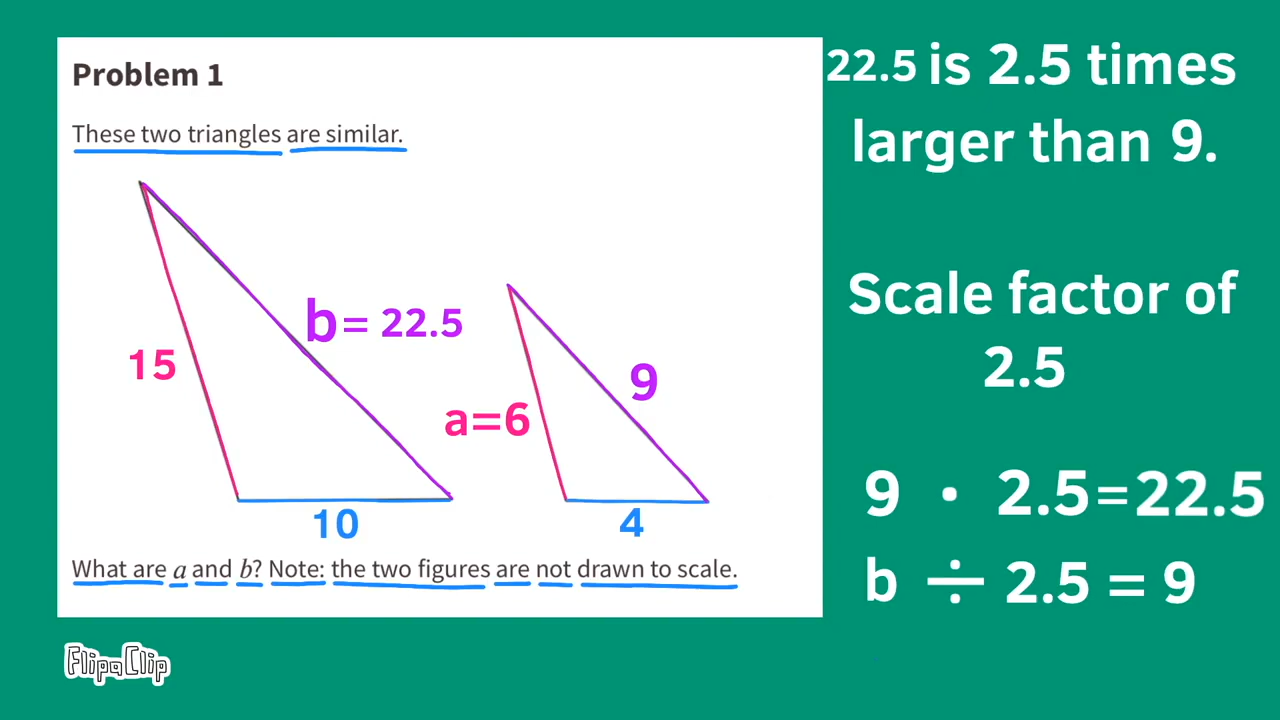 Problem 1
These two triangles are similar.
b = 22.5
15
9
a=6
10
4
What are a and b? Note: the two figures are not drawn to scale.
FlipaClip
22.5 is 2.5 times
larger than 9.
Scale factor of
2.5
9 · 2.5=22.5
b ÷ 2.5 = 9